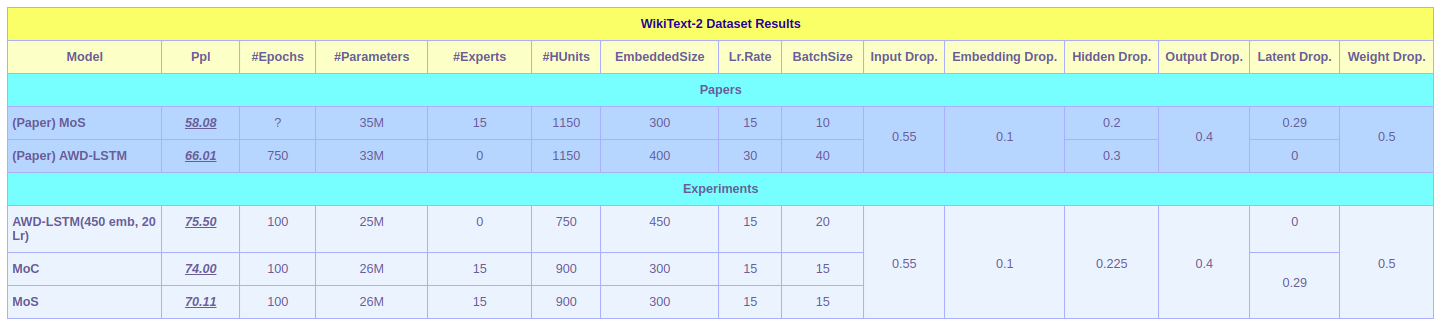 WikiText-2 Dataset Results
Model Ppl #Epochs #Parameters #Experts #HUnits EmbeddedSize Lr.Rate BatchSize Input Drop. Embedding Drop. Hidden Drop. Output Drop. Latent Drop. Weight Drop.
Papers
(Paper) MoS 58.08 ? 35M 15 1150 300 15 10 0.55 0.1 0.2 0.4 0.29 0.5
(Paper) AWD-LSTM 66.01 750 33M 0 1150 400 30 40 0.3 0
Experiments
AWD-LSTM(450 emb, 20 75.50 100 25M 0 750 450 15 20 0.55 0.1 0.225 0.4 0 0.5
Lr)
MoC 74.00 100 26M 15 900 300 15 15 0.29
MoS 70.11 100 26M 15 900 300 15 15